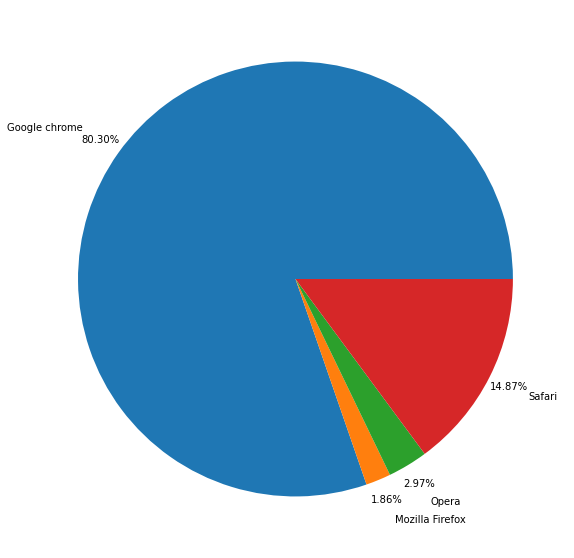 Google chrome
80.30%
14.87%
Safari
2.97%
Opera
1.86%
Mozilla Firefox